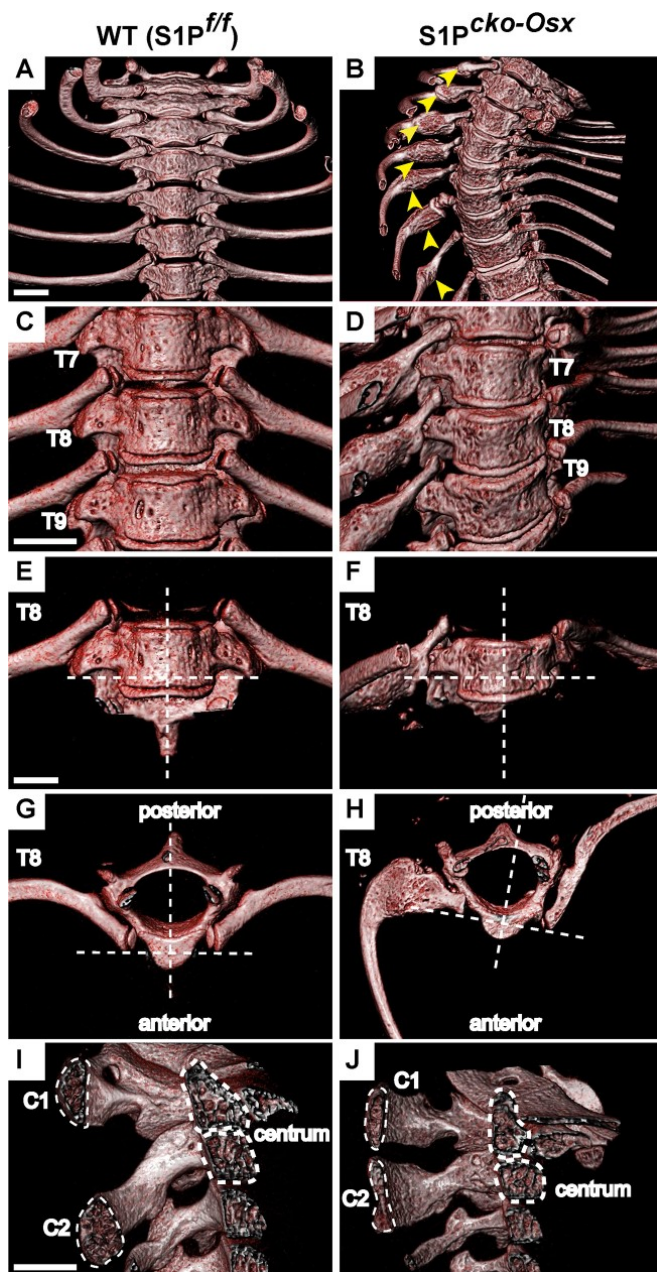 WT (S1P^f/f) S1P^cko-Osx
A B
C D
T7 T7
T8 T8
T9 T9
E F
T8 T8
G posterior H posterior
T8 T8
anterior anterior
I J
C1 C1
centrum
C2 C2 centrum